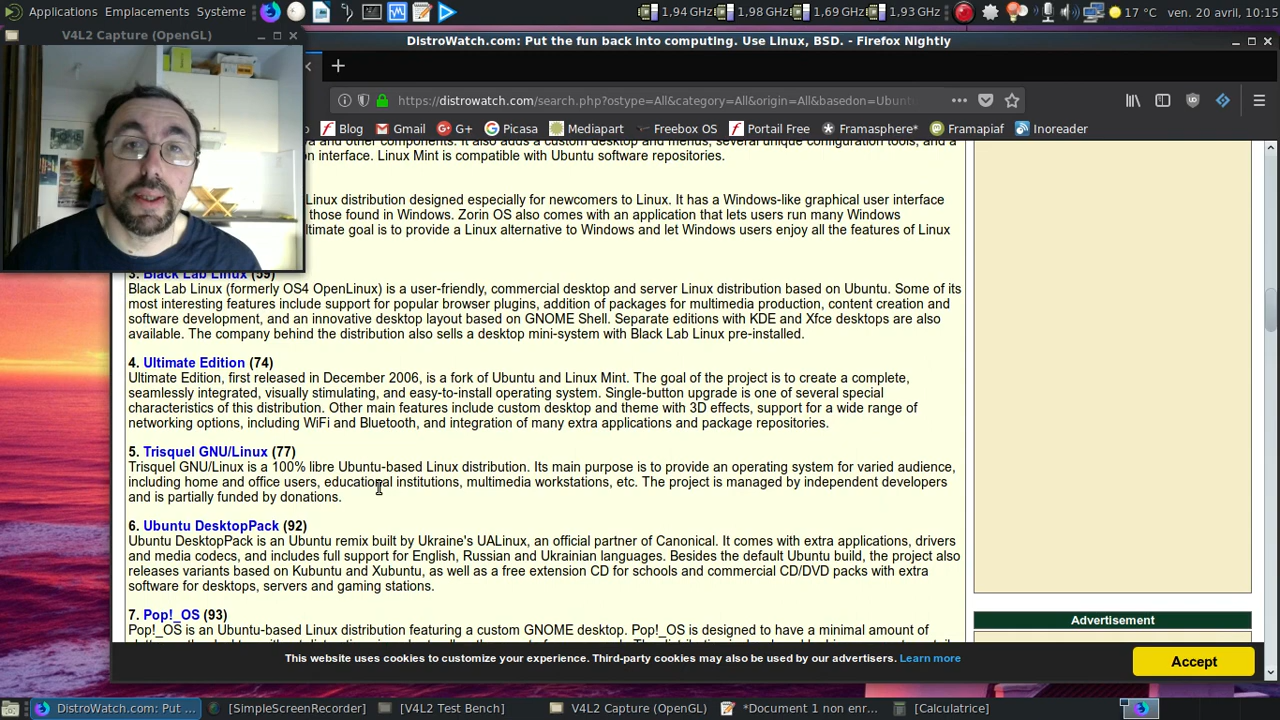 Applications Emplacements Système 1,94 GHz 1,95 GHz 1,93 GHz 17 °C ven. 20 avril, 10:15
V4L2 Capture (OpenGL)
DistroWatch.com: Put the fun back into computing. Use Linux, BSD. - Firefox Nightly
https://distrowatch.com/search.php?ostype=All&category=All&origin=All&basedon=Ubunt
Blog Gmail G+ Picasa Mediapart Freebox OS Portail Free Framasphere* Framapiaf Inoreader
and other components. It also adds a custom desktop and menus, several unique configuration tools, and a
interface. Linux Mint is compatible with Ubuntu software repositories.
Linux distribution designed especially for newcomers to Linux. It has a Windows-like graphical user interface
those found in Windows. Zorin OS also comes with an application that lets users run many Windows
ultimate goal is to provide a Linux alternative to Windows and let Windows users enjoy all the features of Linux
3. Black Lab Linux (59)
Black Lab Linux (formerly OS4 OpenLinux) is a user-friendly, commercial desktop and server Linux distribution based on Ubuntu. Some of its
most interesting features include support for popular browser plugins, addition of packages for multimedia production, content creation and
software development, and an innovative desktop layout based on GNOME Shell. Separate editions with KDE and Xfce desktops are also
available. The company behind the distribution also sells a desktop mini-system with Black Lab Linux pre-installed.
4. Ultimate Edition (74)
Ultimate Edition, first released in December 2006, is a fork of Ubuntu and Linux Mint. The goal of the project is to create a complete,
seamlessly integrated, visually stimulating, and easy-to-install operating system. Single-button upgrade is one of several special
characteristics of this distribution. Other main features include custom desktop and theme with 3D effects, support for a wide range of
networking options, including WiFi and Bluetooth, and integration of many extra applications and package repositories.
5. Trisquel GNU/Linux (77)
Trisquel GNU/Linux is a 100% libre Ubuntu-based Linux distribution. Its main purpose is to provide an operating system for varied audience,
including home and office users, educational institutions, multimedia workstations, etc. The project is managed by independent developers
and is partially funded by donations.
6. Ubuntu DesktopPack (92)
Ubuntu DesktopPack is an Ubuntu remix built by Ukraine's UALinux, an official partner of Canonical. It comes with extra applications, drivers
and media codecs, and includes full support for English, Russian and Ukrainian languages. Besides the default Ubuntu build, the project also
releases variants based on Kubuntu and Xubuntu, as well as a free extension CD for schools and commercial CD/DVD packs with extra
software for desktops, servers and gaming stations.
7. Pop!_OS (93)
Pop!_OS is an Ubuntu-based Linux distribution featuring a custom GNOME desktop. Pop!_OS is designed to have a minimal amount of
Advertisement
This website uses cookies to customize your experience. Third-party cookies may also be used by our advertisers. Learn more
Accept
DistroWatch.com: Put ... [SimpleScreenRecorder] [V4L2 Test Bench] V4L2 Capture (OpenGL) *Document 1 non enr... [Calculatrice]